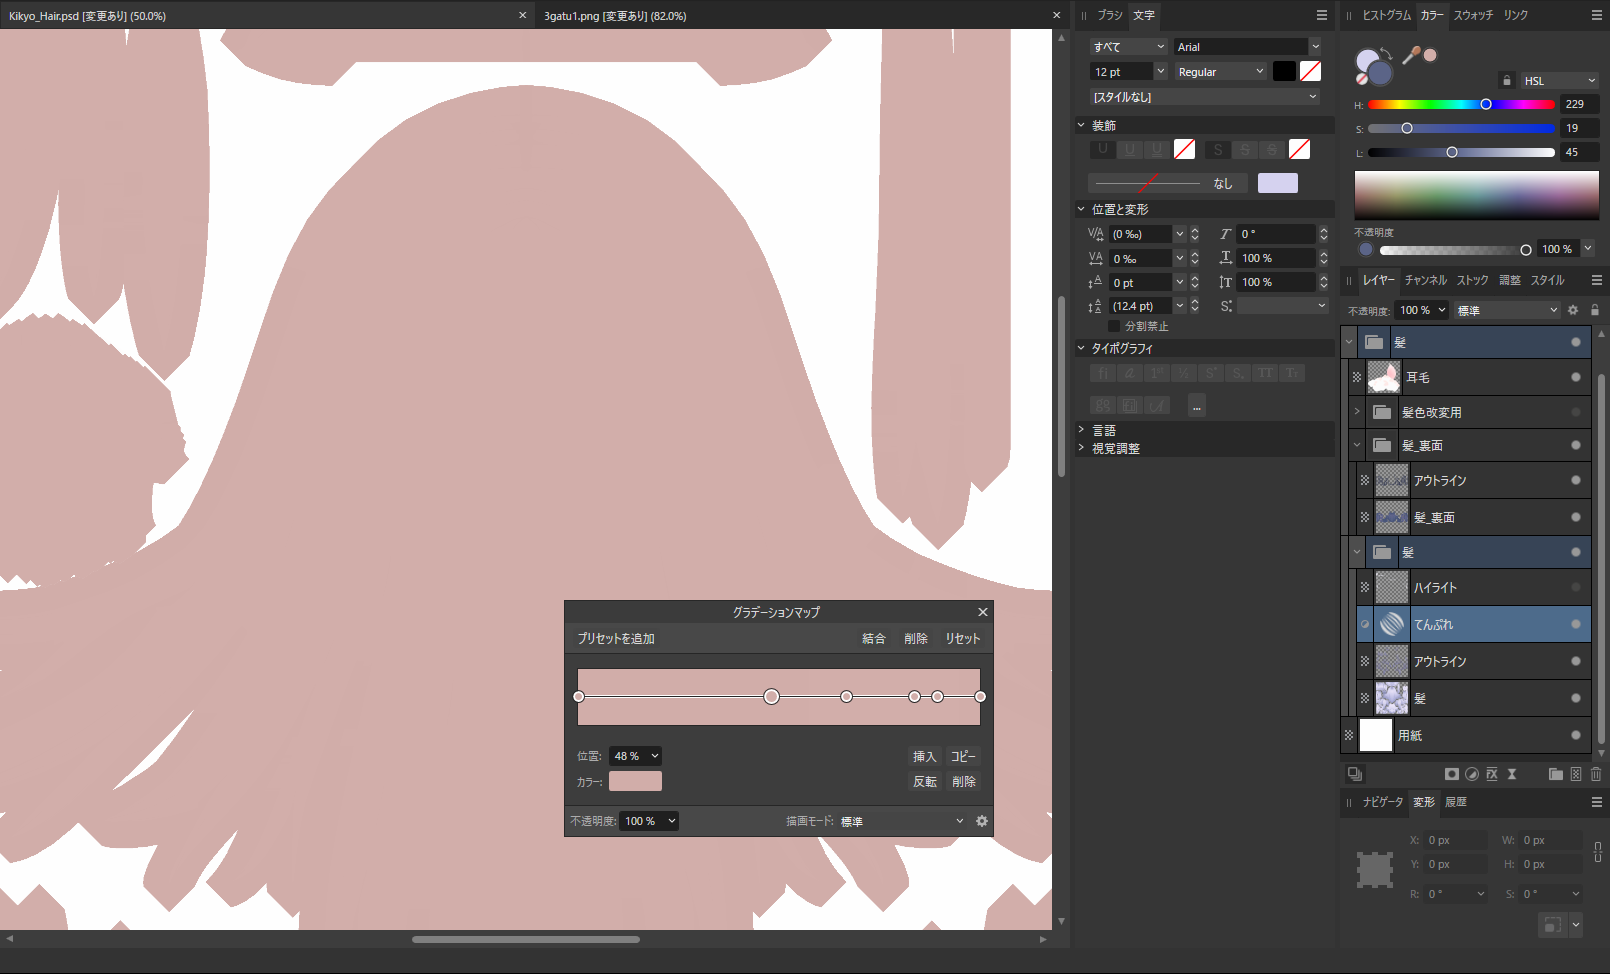 Kikyo_Hair.psd [変更あり] (50.0%)
3gatu1.png [変更あり] (82.0%)
ブラシ
文字
すべて
Arial
12 pt
Regular
[スタイルなし]
装飾
U U U S S S
なし
位置と変形
(0 ‰)
0 °
0 ‰
100 %
0 pt
100 %
(12.4 pt)
分割禁止
タイポグラフィ
...
言語
視覚調整
ヒストグラム
カラー
スウォッチ
リンク
HSL
H:
229
S:
19
L:
45
不透明度
100 %
レイヤー
チャンネル
ストック
調整
スタイル
不透明度:
100 %
標準
髪
耳毛
髪色改変用
髪_裏面
アウトライン
髪_裏面
髪
ハイライト
てんぷれ
アウトライン
髪
用紙
ナビゲータ
変形
履歴
X:
0 px
W:
0 px
Y:
0 px
H:
0 px
R:
0 °
S:
0 °
グラデーションマップ
プリセットを追加
結合
削除
リセット
位置:
48 %
挿入
コピー
カラー:
反転
削除
不透明度:
100 %
描画モード:
標準